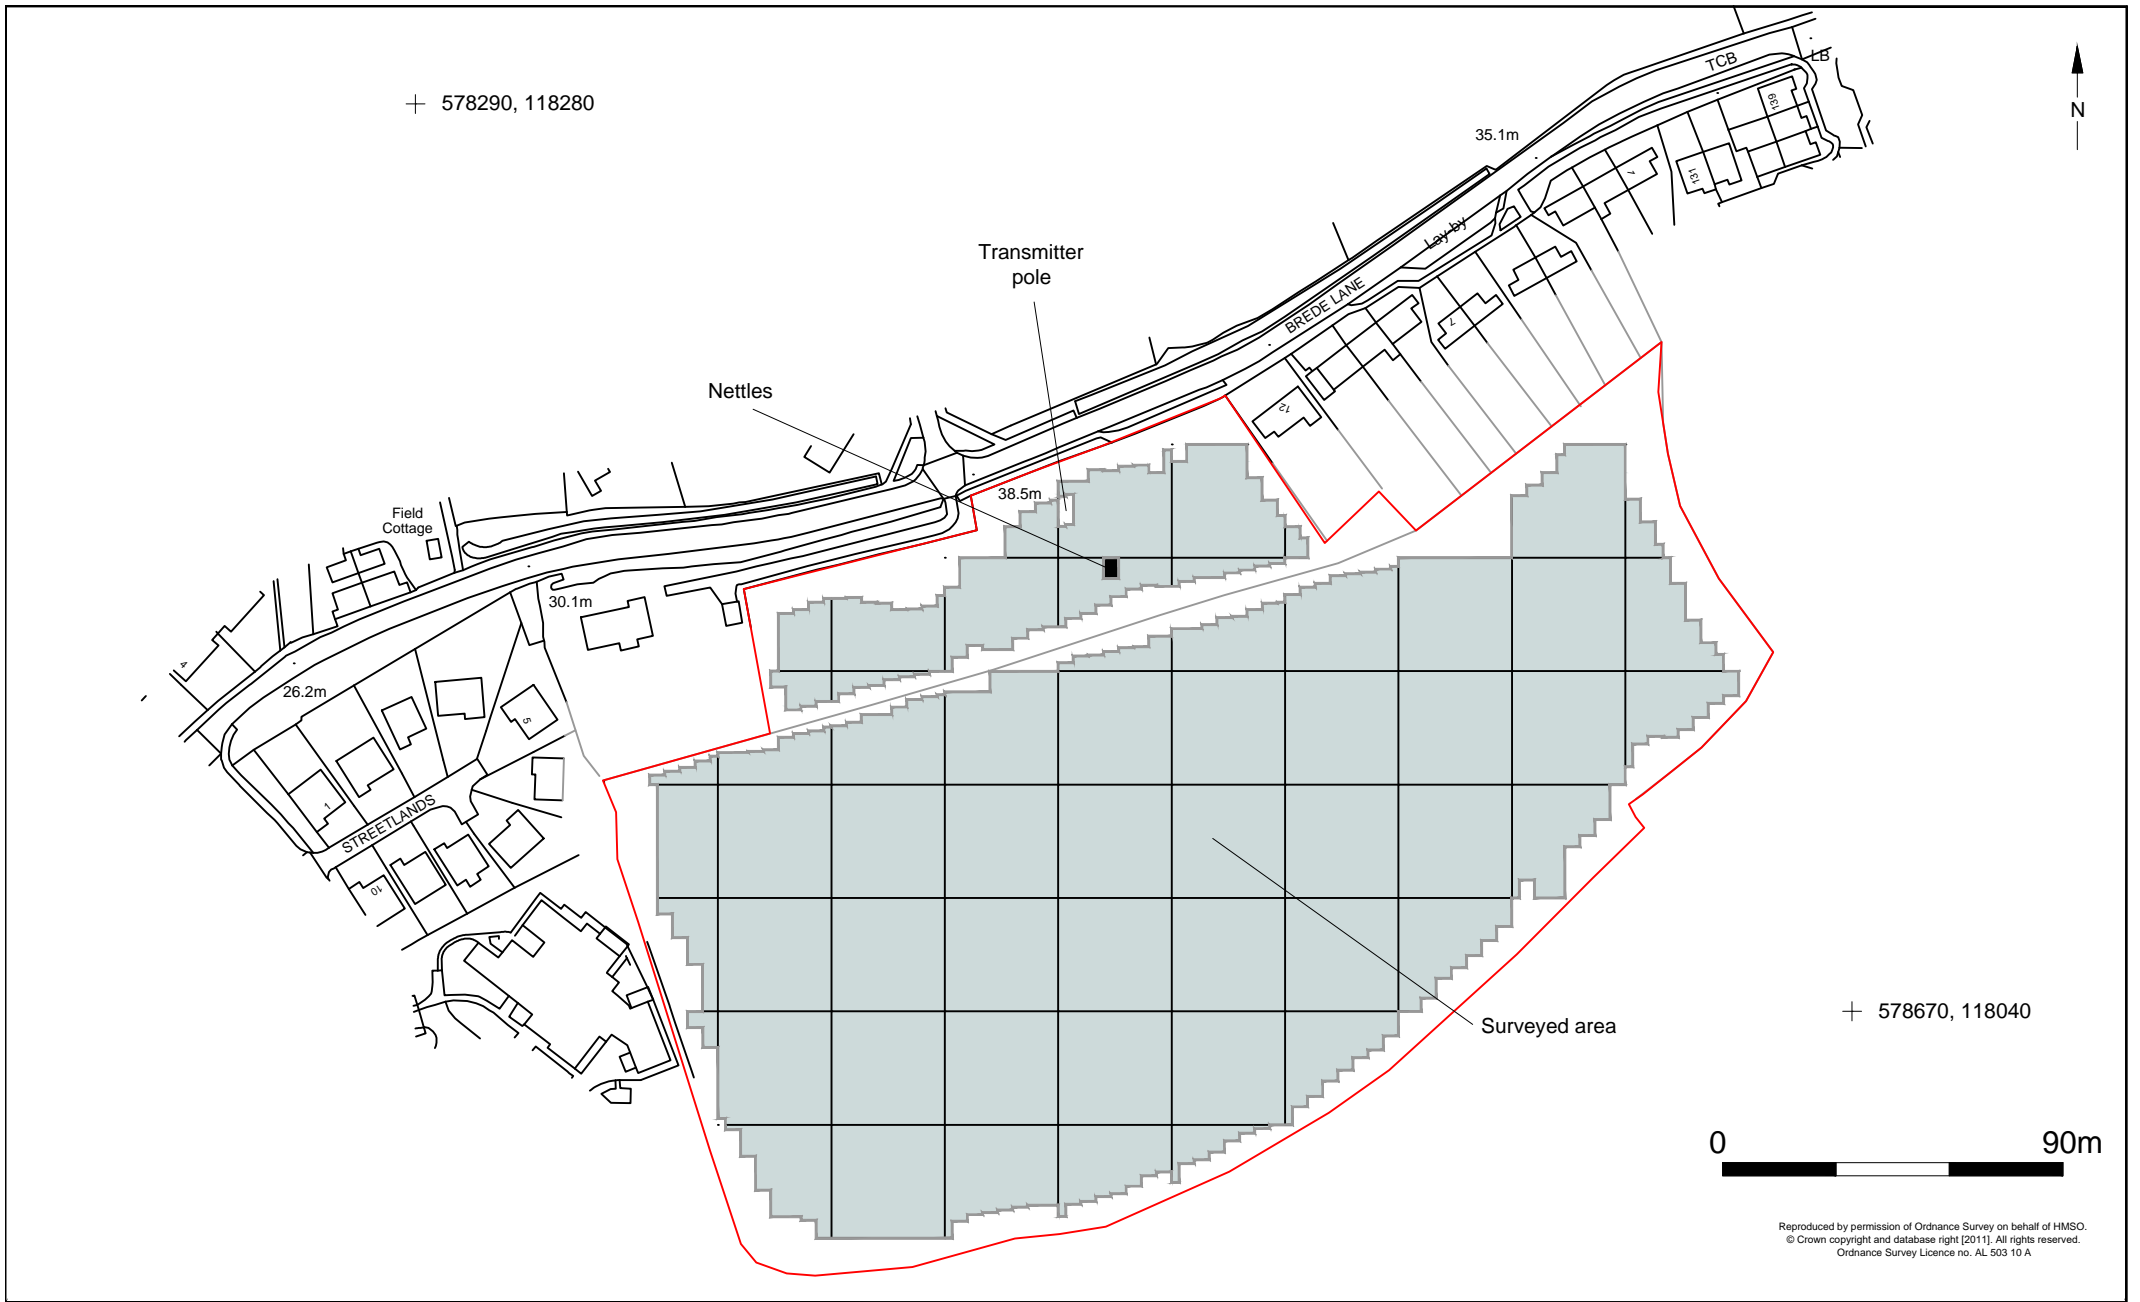 TCB
LB
578290, 118280
N
139
35.1m
131
4
Lay-by
Transmitter
pole
BREDE LANE
7
Nettles
12
38.5m
Field
Cottage
30.1m
4
26.2m
5
1
STREETLANDS
10
578670, 118040
Surveyed area
0 90m
Reproduced by permission of Ordnance Survey on behalf of HMSO.
© Crown copyright and database right [2011]. All rights reserved.
Ordnance Survey Licence no. AL 503 10 A